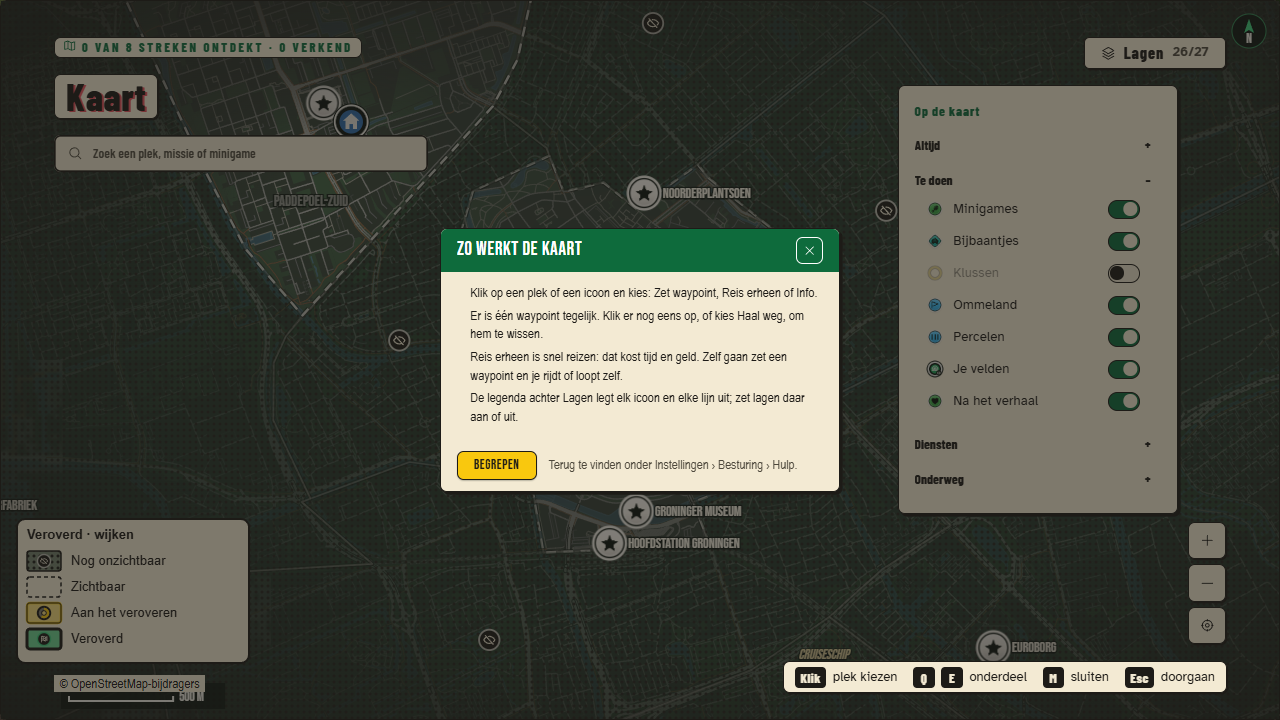 0 VAN 8 STREKEN ONTDEKT · 0 VERKEND
N
Lagen 26/27
Kaart
Zoek een plek, missie of minigame
Op de kaart
Altijd +
Te doen -
Minigames
Bijbaantjes
Klussen
Ommeland
Percelen
Je velden
Na het verhaal
Diensten +
Onderweg +
PADDEPOEL-ZUID
NOORDERPLANTSOEN
ZO WERKT DE KAART
Klik op een plek of een icoon en kies: Zet waypoint, Reis erheen of Info.
Er is één waypoint tegelijk. Klik er nog eens op, of kies Haal weg, om
hem te wissen.
Reis erheen is snel reizen: dat kost tijd en geld. Zelf gaan zet een
waypoint en je rijdt of loopt zelf.
De legenda achter Lagen legt elk icoon en elke lijn uit; zet lagen daar
aan of uit.
BEGREPEN
Terug te vinden onder Instellingen › Besturing › Hulp.
FABRIEK
GRONINGER MUSEUM
HOOFDSTATION GRONINGEN
Veroverd · wijken
Nog onzichtbaar
Zichtbaar
Aan het veroveren
Veroverd
EUROBORG
CRUISESCHIP
© OpenStreetMap-bijdragers
500 M
Klik plek kiezen Q E onderdeel M sluiten Esc doorgaan